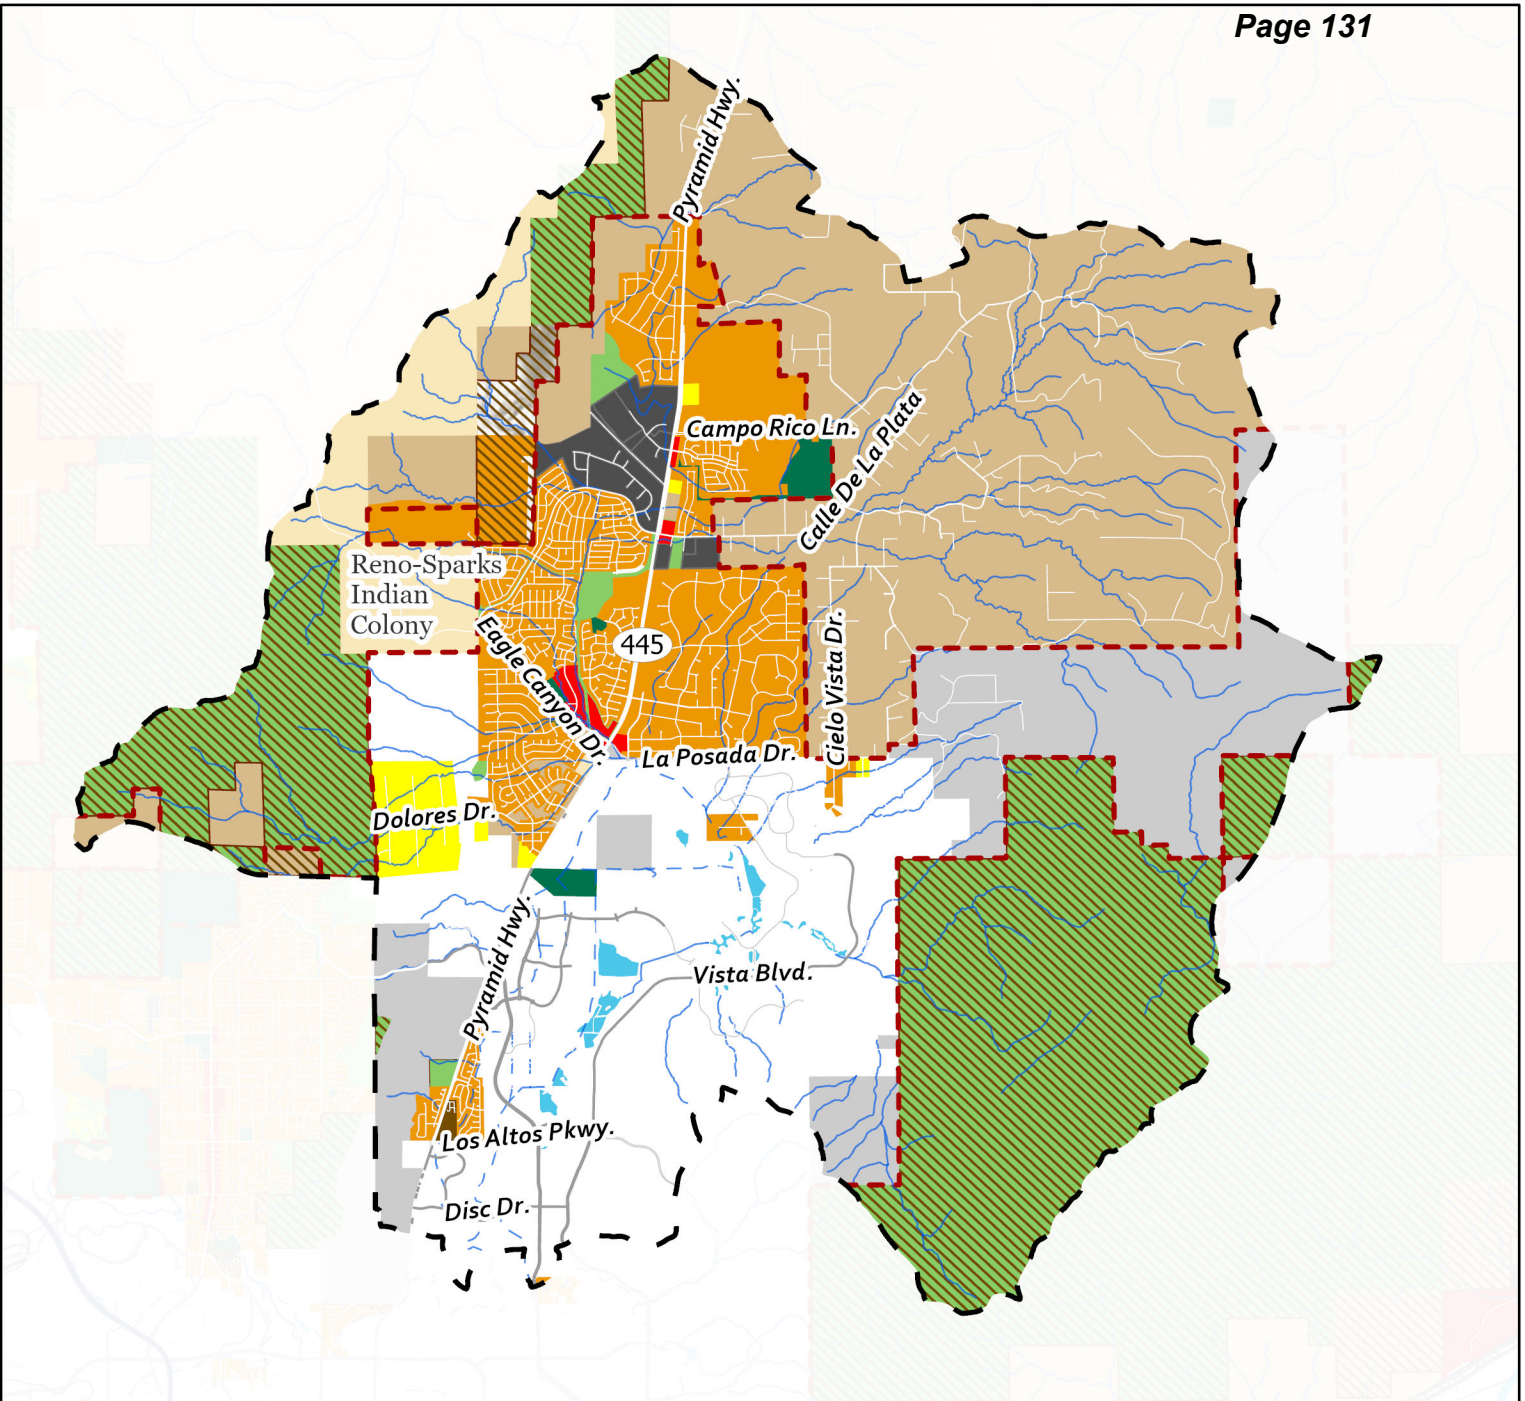 Page 131
Pyramid Hwy.
Campo Rico Ln.
Calle De La Plata
Reno-Sparks
Indian
Colony
Eagle Canyon Dr.
445
Cielo Vista Dr.
La Posada Dr.
Dolores Dr.
Pyramid Hwy.
Vista Blvd.
Los Altos Pkwy.
Disc Dr.